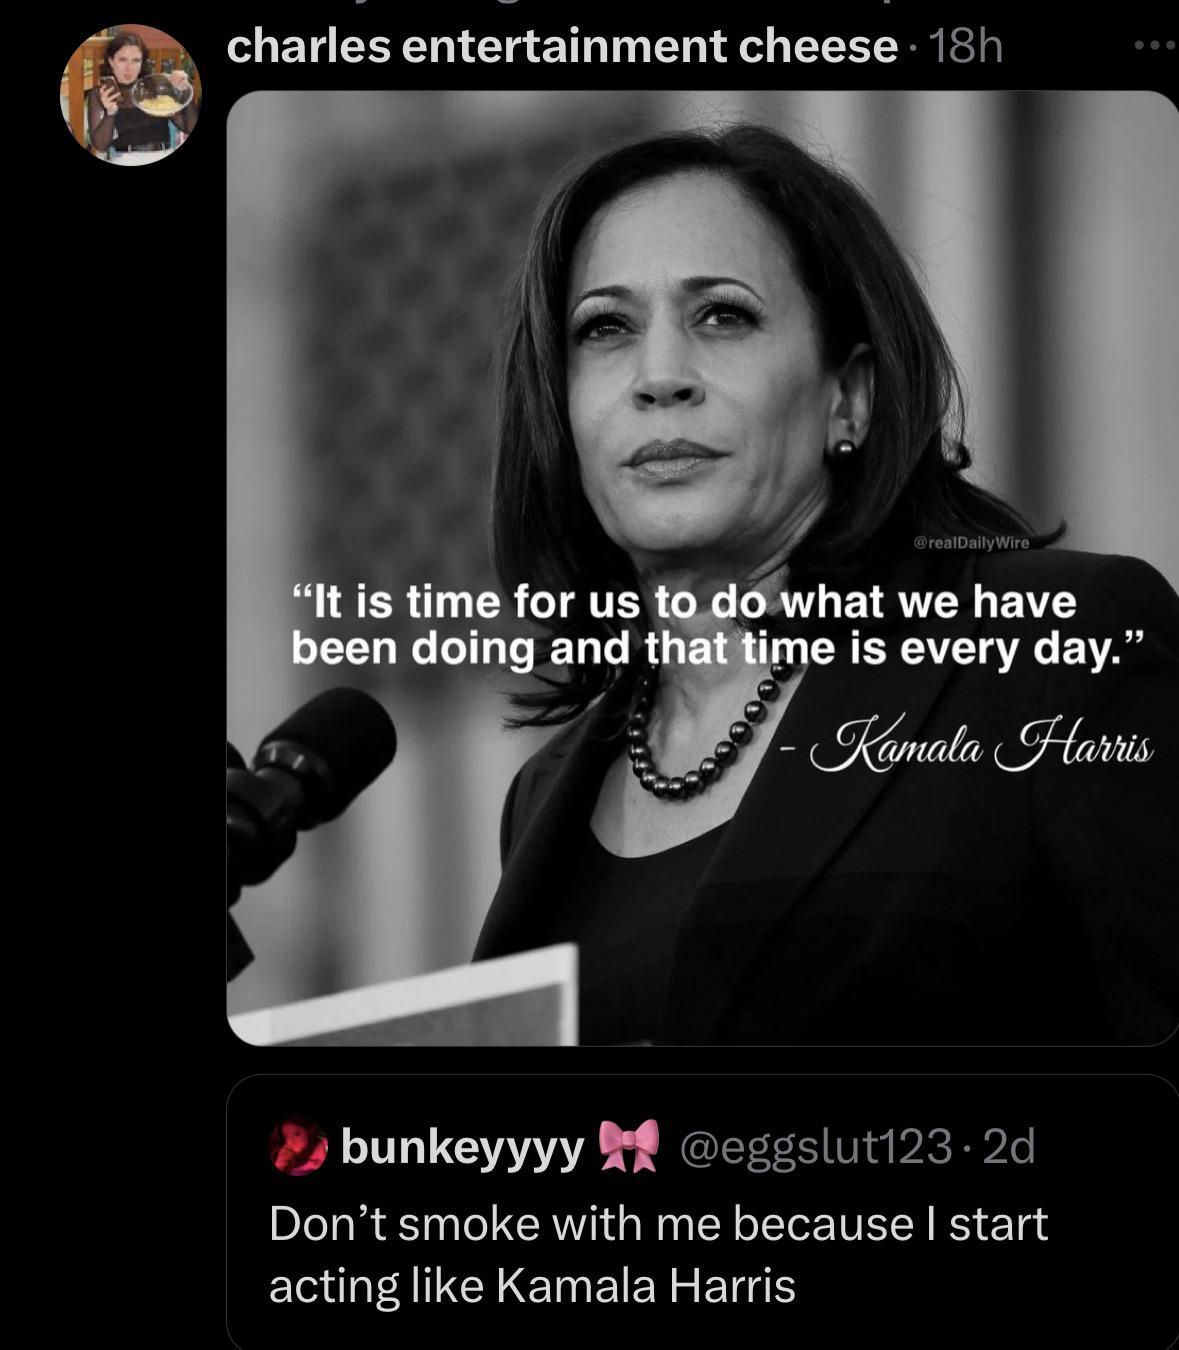 charles entertainment cheese · 18h
@realDailyWire
“It is time for us to do what we have
been doing and that time is every day.”
- Kamala Harris
bunkeyyyy 🎀 @eggslut123 · 2d
Don’t smoke with me because I start
acting like Kamala Harris